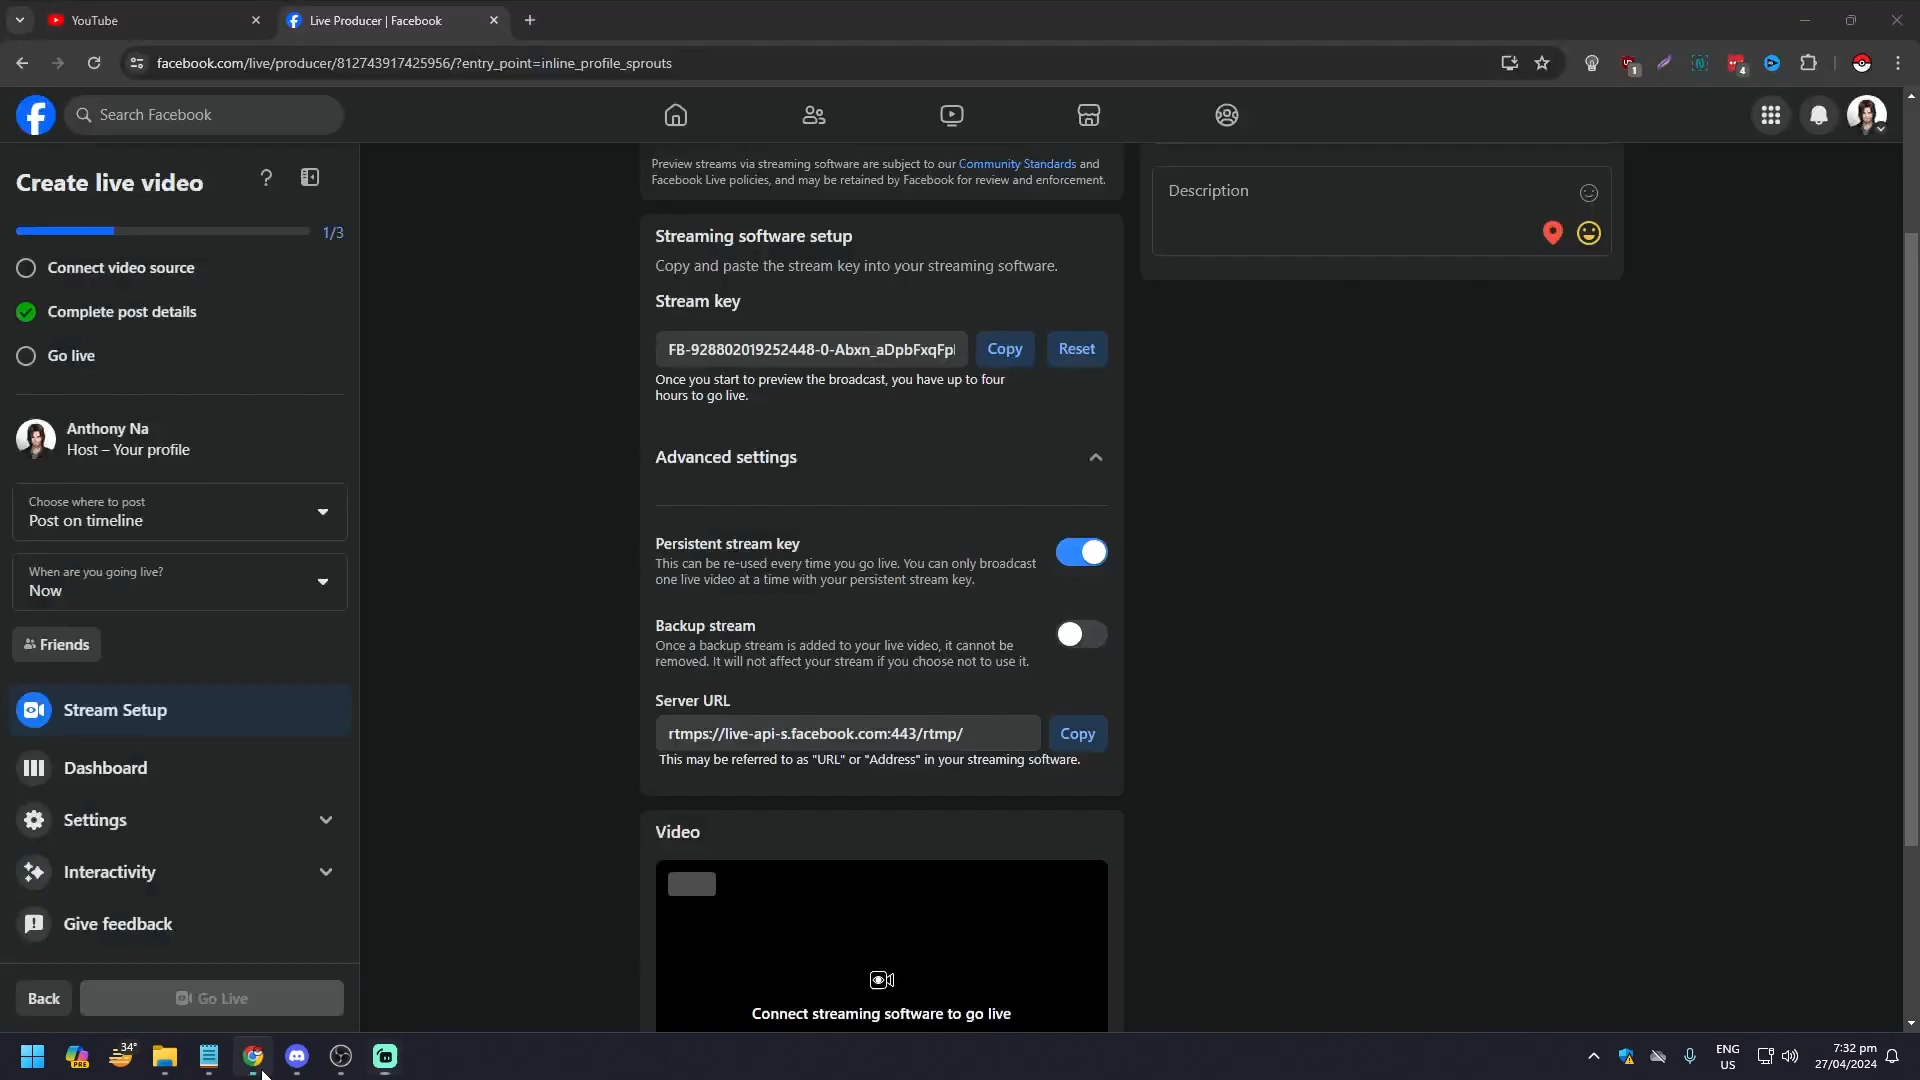 YouTube
Live Producer | Facebook
facebook.com/live/producer/812743917425956/?entry_point=inline_profile_sprouts
1
4
Search Facebook
Create live video
1/3
Connect video source
Complete post details
Go live
Anthony Na
Host – Your profile
Choose where to post
Post on timeline
When are you going live?
Now
Friends
Stream Setup
Dashboard
Settings
Interactivity
Give feedback
Back
Go Live
Preview streams via streaming software are subject to our Community Standards and
Facebook Live policies, and may be retained by Facebook for review and enforcement.
Streaming software setup
Copy and paste the stream key into your streaming software.
Stream key
FB-928802019252448-0-Abxn_aDpbFxqFp
Copy
Reset
Once you start to preview the broadcast, you have up to four
hours to go live.
Advanced settings
Persistent stream key
This can be re-used every time you go live. You can only broadcast
one live video at a time with your persistent stream key.
Backup stream
Once a backup stream is added to your live video, it cannot be
removed. It will not affect your stream if you choose not to use it.
Server URL
rtmps://live-api-s.facebook.com:443/rtmp/
Copy
This may be referred to as "URL" or "Address" in your streaming software.
Video
Connect streaming software to go live
Description
PRE
34°
ENG
US
7:32 pm
27/04/2024